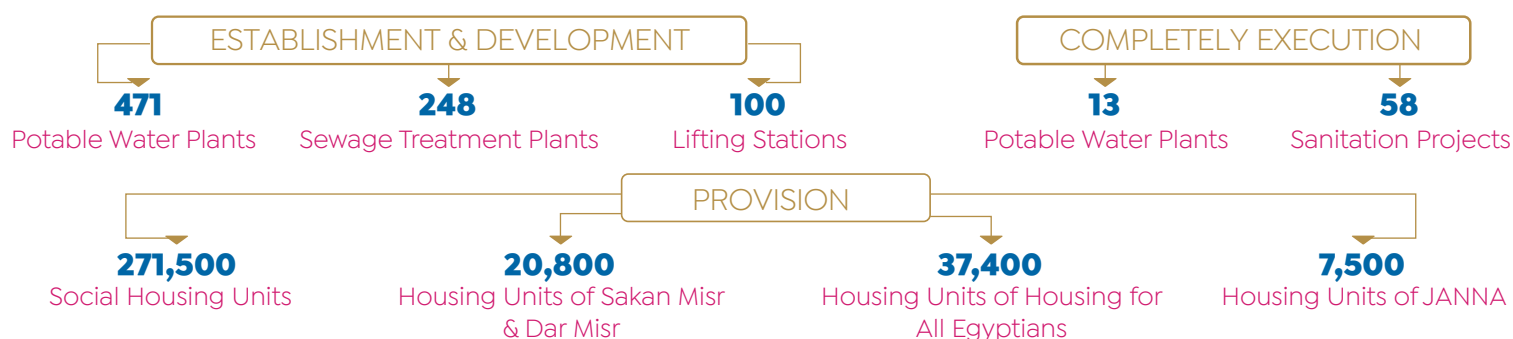 ESTABLISHMENT & DEVELOPMENT
471
Potable Water Plants
248
Sewage Treatment Plants
100
Lifting Stations
COMPLETELY EXECUTION
13
Potable Water Plants
58
Sanitation Projects
PROVISION
271,500
Social Housing Units
20,800
Housing Units of Sakan Misr
& Dar Misr
37,400
Housing Units of Housing for
All Egyptians
7,500
Housing Units of JANNA